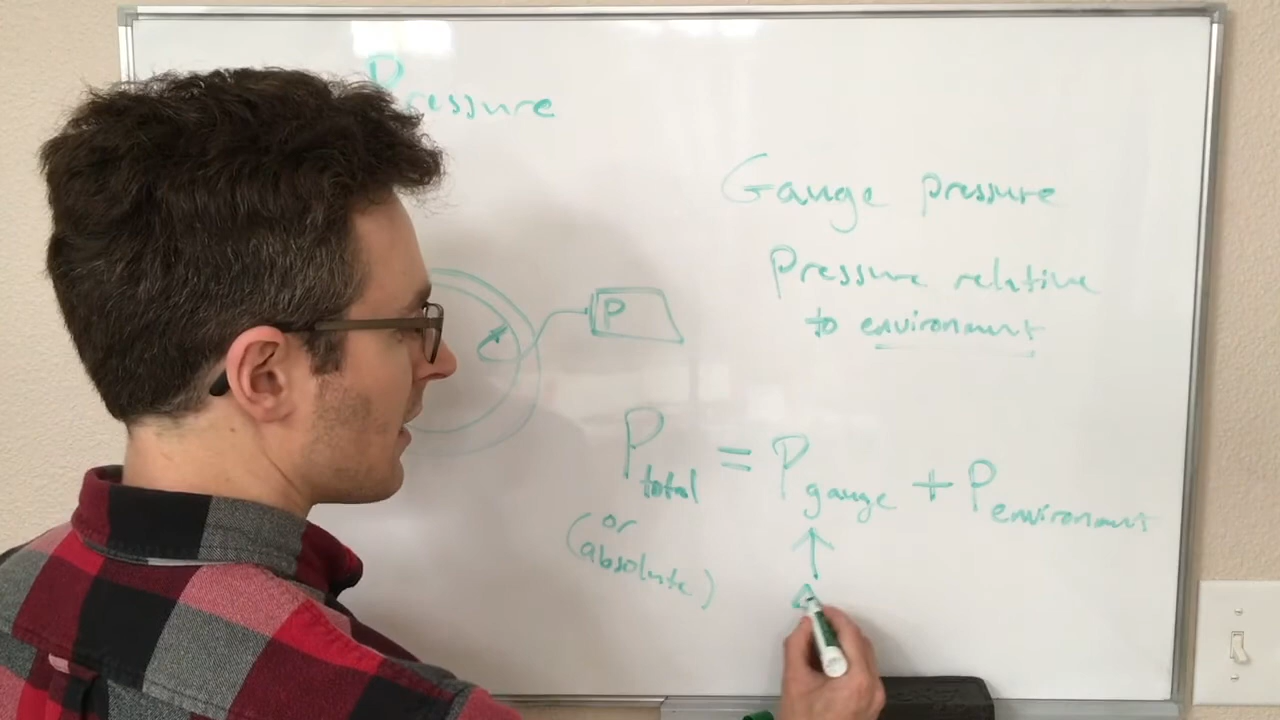 Pressure
Gauge pressure
Pressure relative
to environment
P
P total = P gauge + P environment
(or absolute)